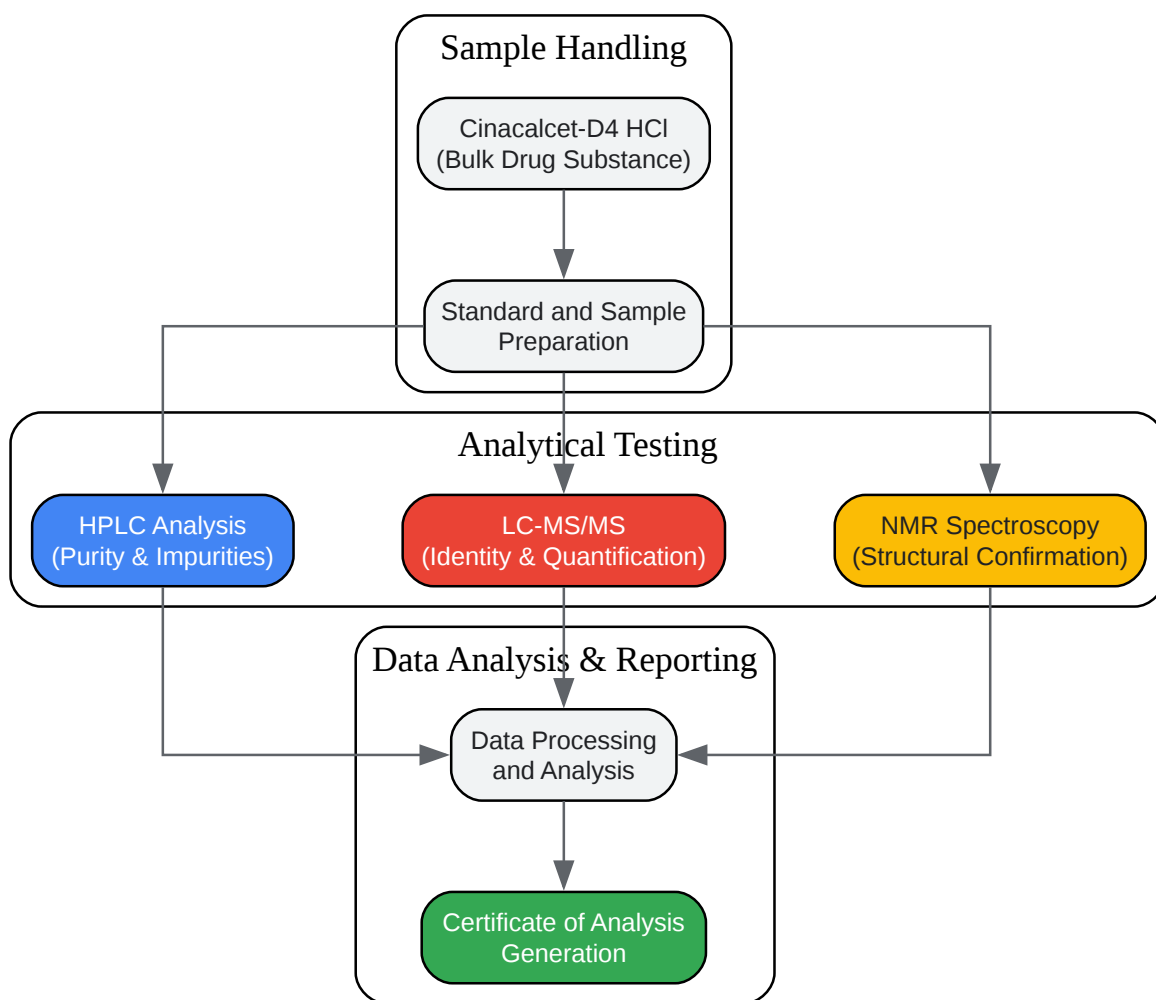 Sample Handling
Cinacalcet-D4 HCl
(Bulk Drug Substance)
Standard and Sample
Preparation
Analytical Testing
HPLC Analysis
(Purity & Impurities)
LC-MS/MS
(Identity & Quantification)
NMR Spectroscopy
(Structural Confirmation)
Data Analysis & Reporting
Data Processing
and Analysis
Certificate of Analysis
Generation